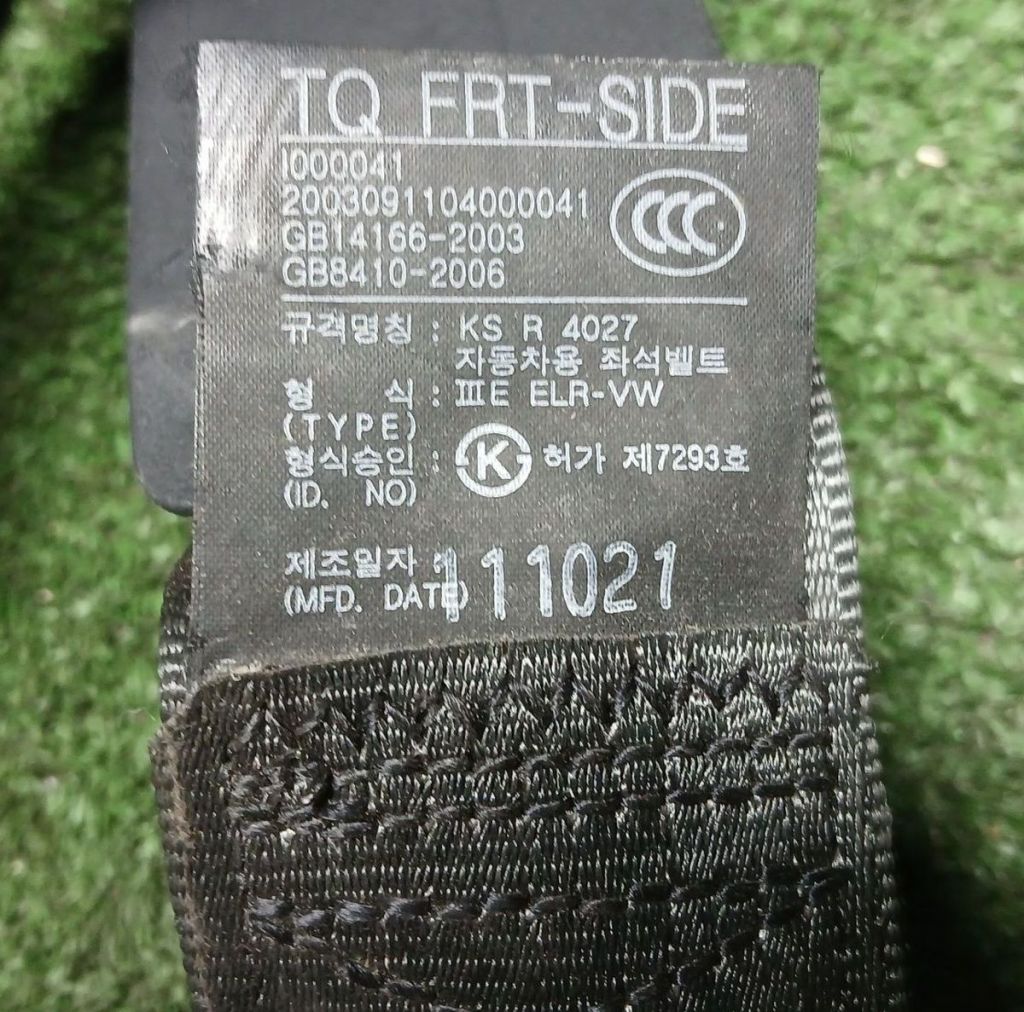 TQ FRT-SIDE
I000041
2003091104000041
GB14166-2003
GB8410-2006
CCC
규격명칭 : KS R 4027
자동차용 좌석벨트
형 식 : ⅢE ELR-VW
(TYPE)
형식승인 : K 허가 제7293호
(ID. NO)
제조일자 : 111021
(MFD. DATE)